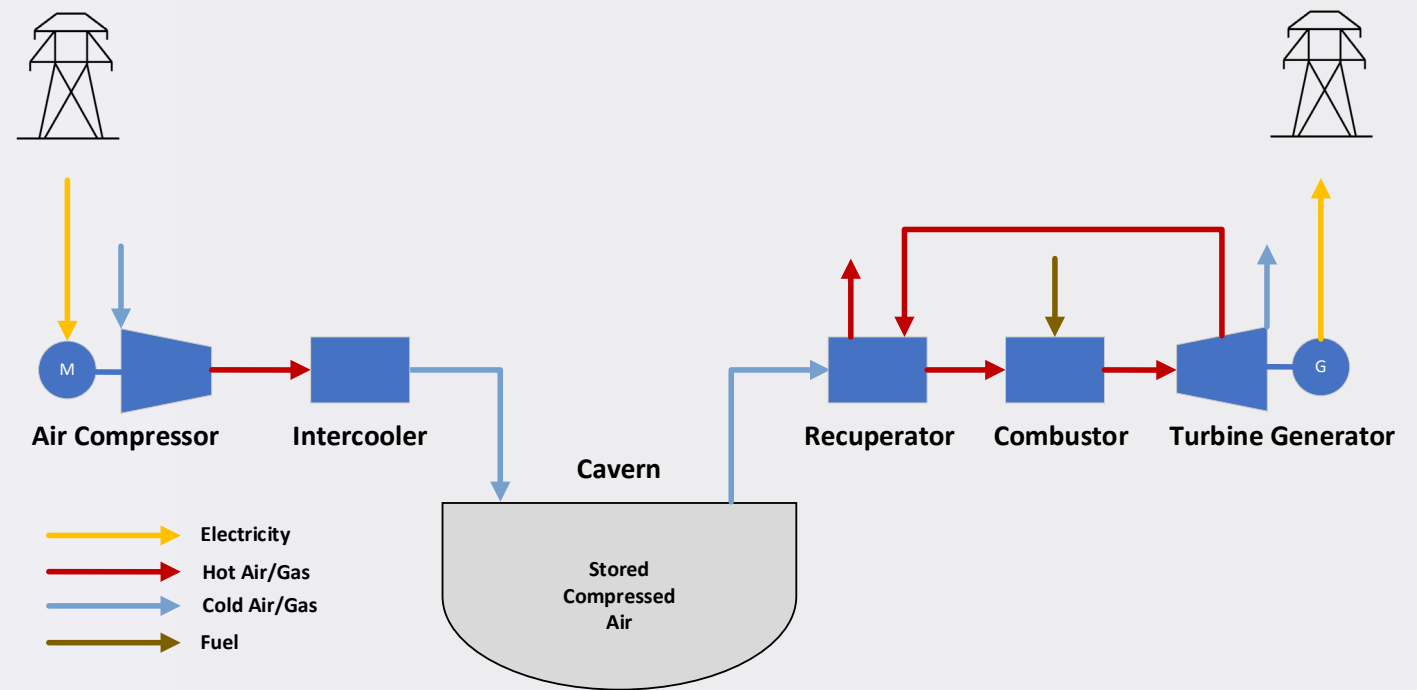 M
G
Air Compressor
Intercooler
Recuperator
Combustor
Turbine Generator
Cavern
Stored
Compressed
Air
Electricity
Hot Air/Gas
Cold Air/Gas
Fuel